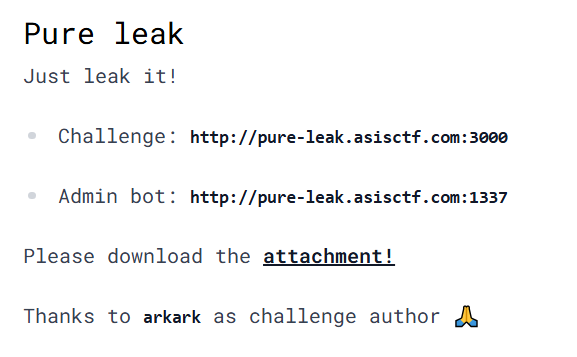 Pure leak
Just leak it!
Challenge: http://pure-leak.asisctf.com:3000
Admin bot: http://pure-leak.asisctf.com:1337
Please download the attachment!
Thanks to arkark as challenge author 🙏